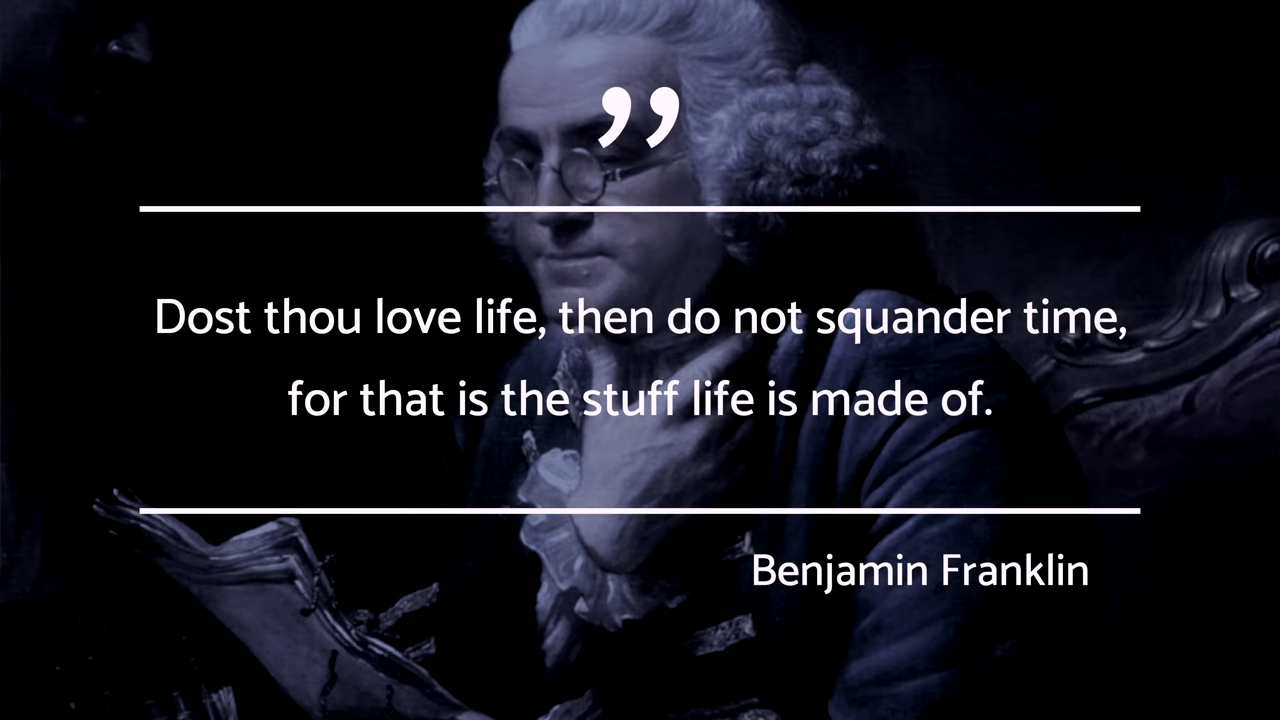 ”
Dost thou love life, then do not squander time,
for that is the stuff life is made of.
Benjamin Franklin